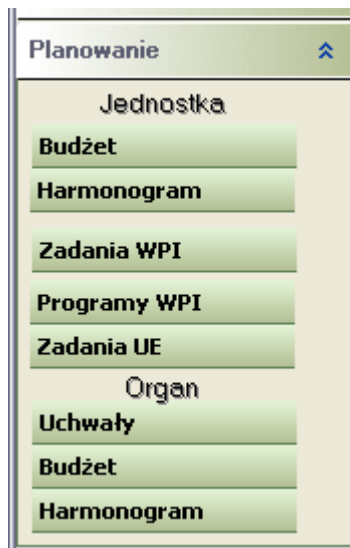 Planowanie
Jednostka
Budżet
Harmonogram
Zadania WPI
Programy WPI
Zadania UE
Organ
Uchwały
Budżet
Harmonogram